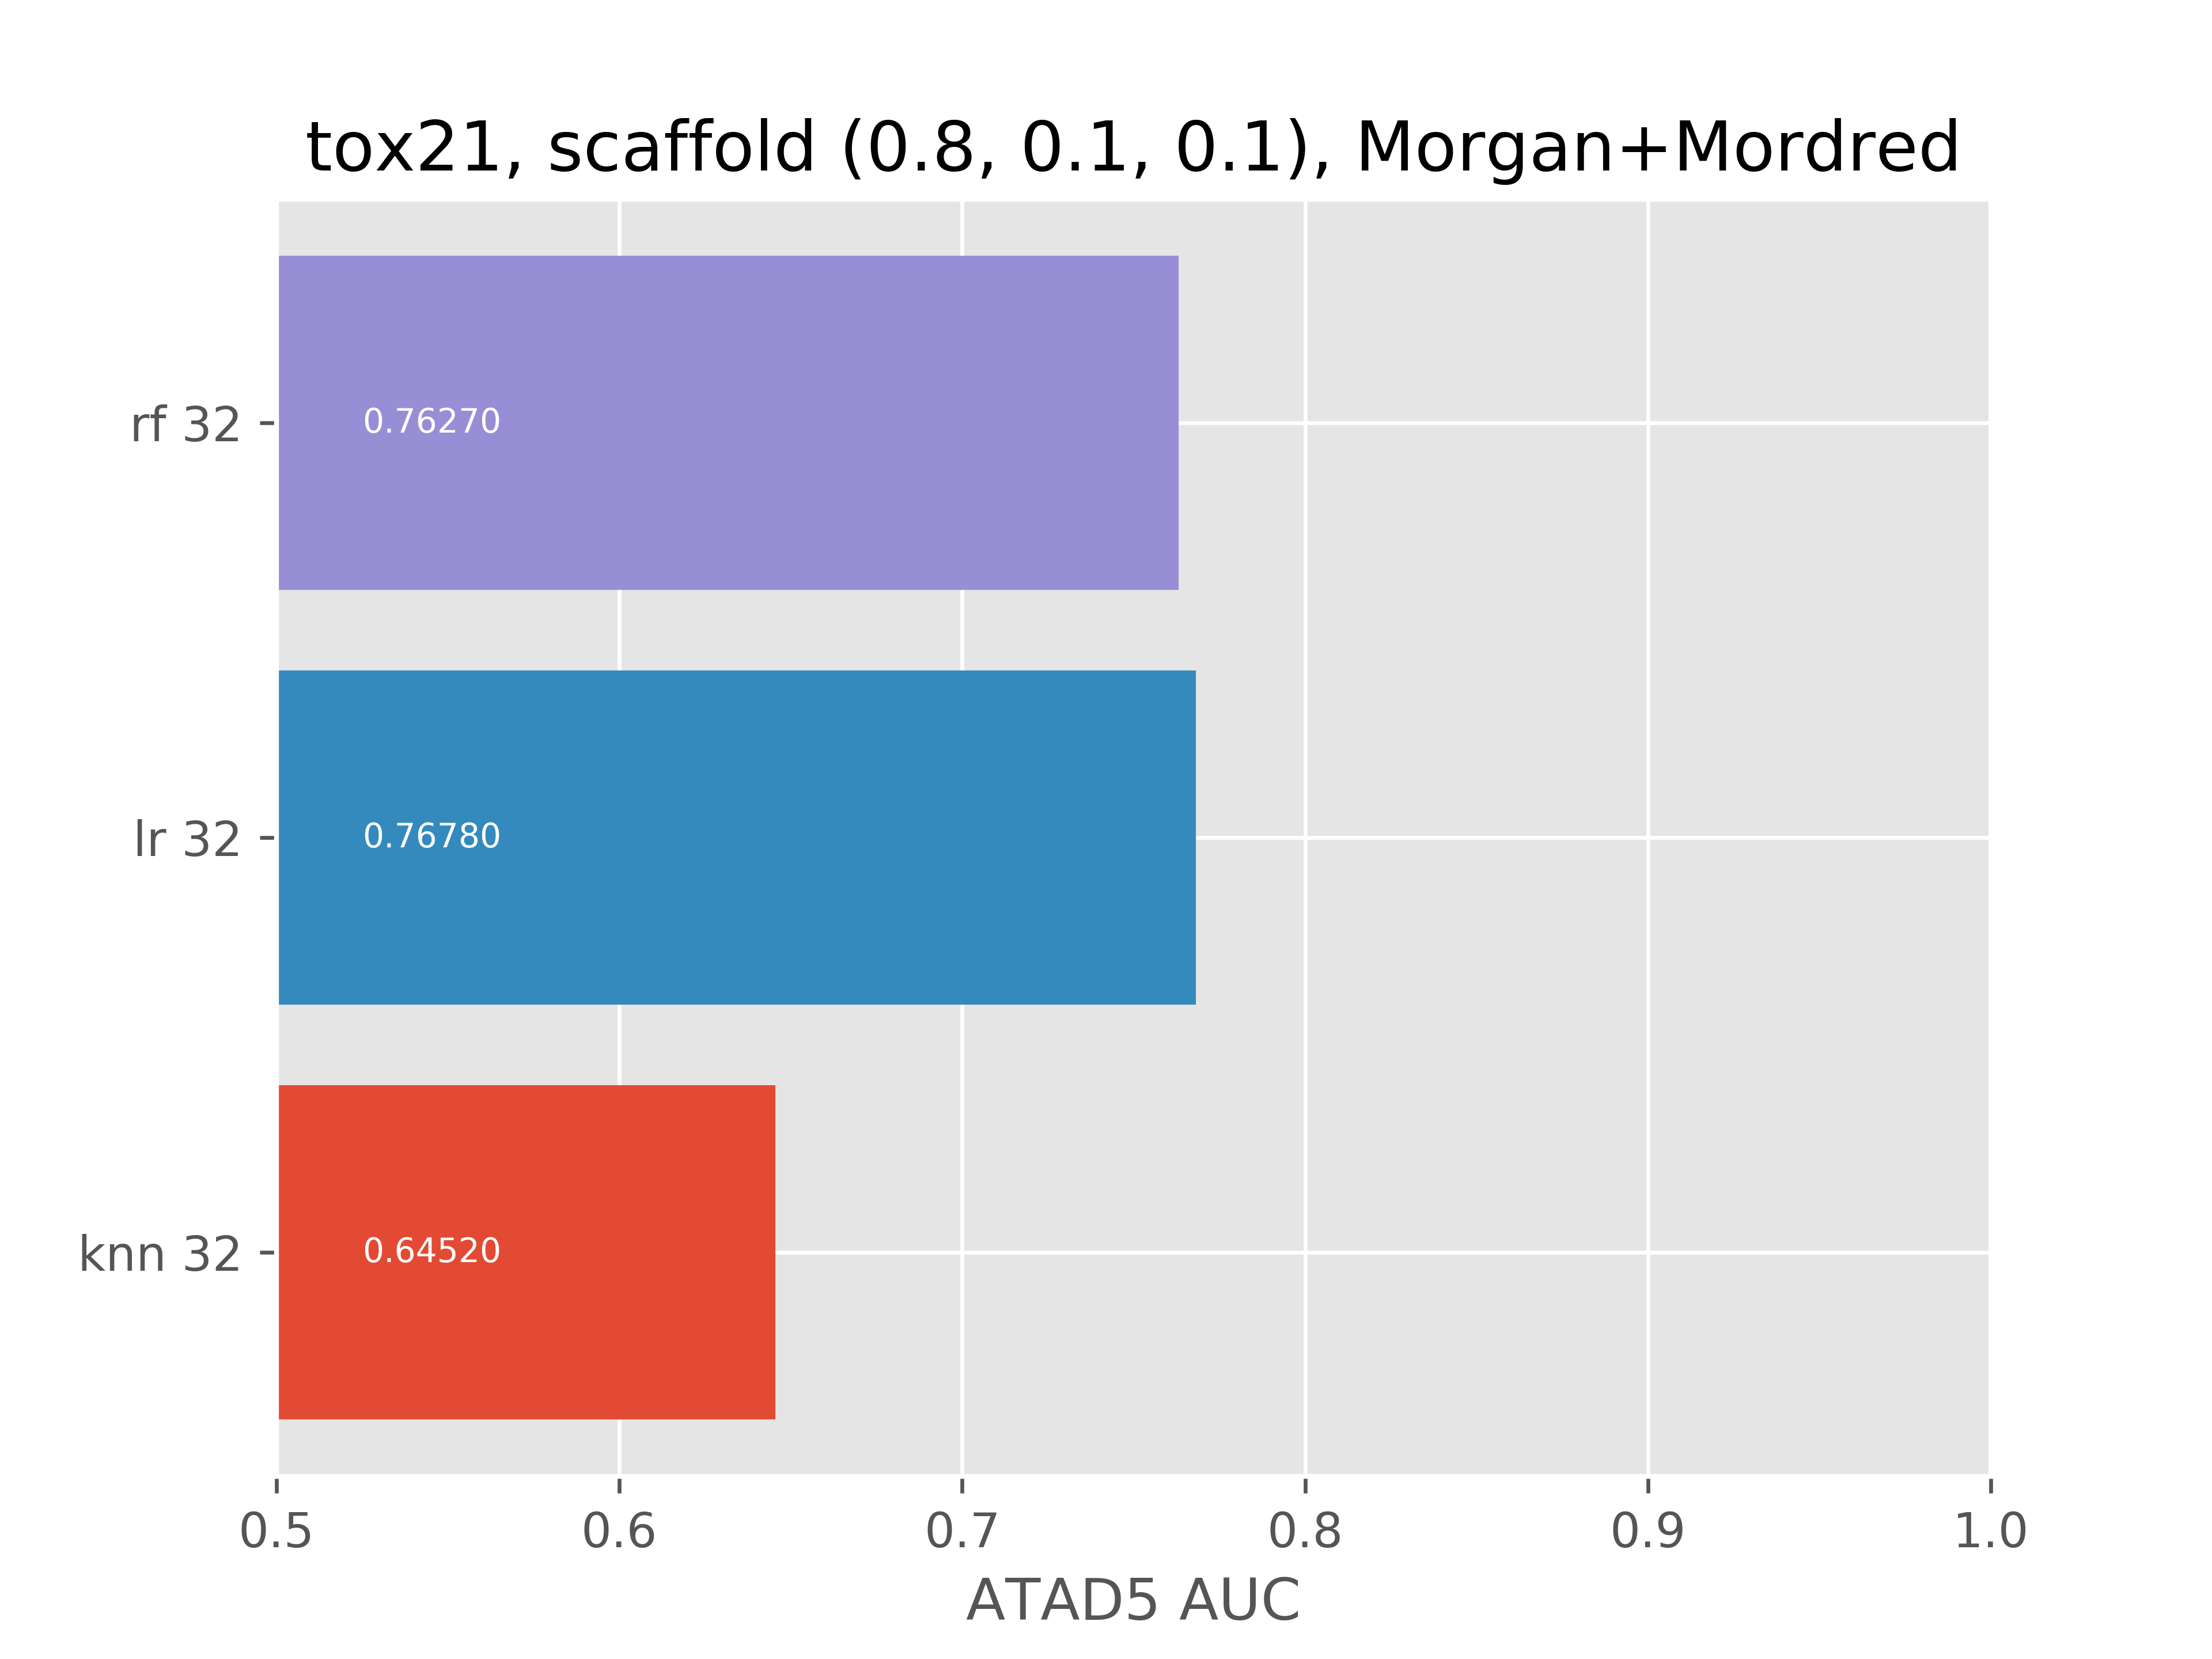 tox21, scaffold (0.8, 0.1, 0.1), Morgan+Mordred
rf 32
0.76270
lr 32
0.76780
knn 32
0.64520
0.5 0.6 0.7 0.8 0.9 1.0
ATAD5 AUC